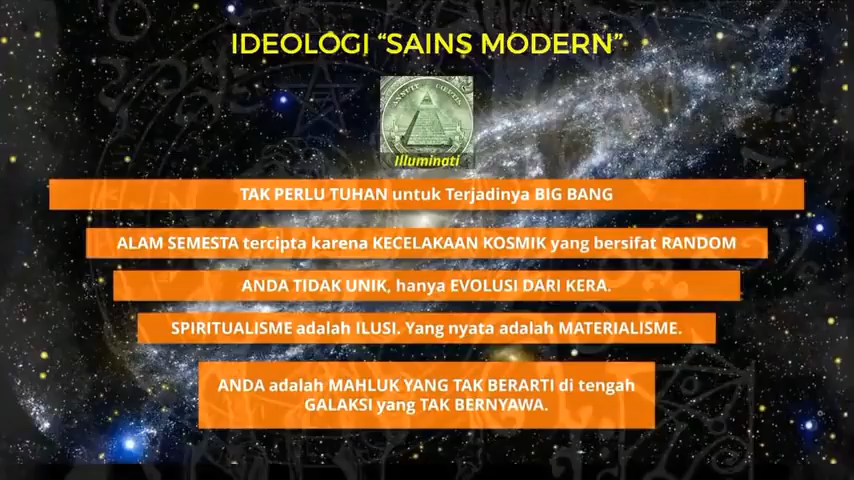 IDEOLOGI “SAINS MODERN”
ANNUIT CŒPTIS
Illuminati
TAK PERLU TUHAN untuk Terjadinya BIG BANG
ALAM SEMESTA tercipta karena KECELAKAAN KOSMIK yang bersifat RANDOM
ANDA TIDAK UNIK, hanya EVOLUSI DARI KERA.
SPIRITUALISME adalah ILUSI. Yang nyata adalah MATERIALISME.
ANDA adalah MAHLUK YANG TAK BERARTI di tengah
GALAKSI yang TAK BERNYAWA.